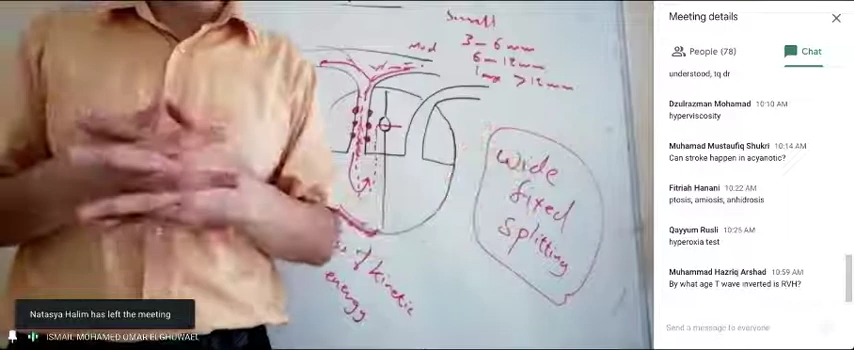 Small
Med
3-6 mm
6-12 mm
>12 mm
wide
fixed
splitting
of kinetic
energy
Natasya Halim has left the meeting
ISMAIL MOHAMED OMAR ELGHUWAEL
Meeting details
People (78)
Chat
understood, tq dr
Dzulrazman Mohamad 10:10 AM
hyperviscosity
Muhamad Mustaufiq Shukri 10:14 AM
Can stroke happen in acyanotic?
Fitriah Hanani 10:22 AM
ptosis, amiosis, anhidrosis
Qayyum Rusli 10:25 AM
hyperoxia test
Muhammad Hazriq Arshad 10:59 AM
By what age T wave inverted is RVH?
Send a message to everyone